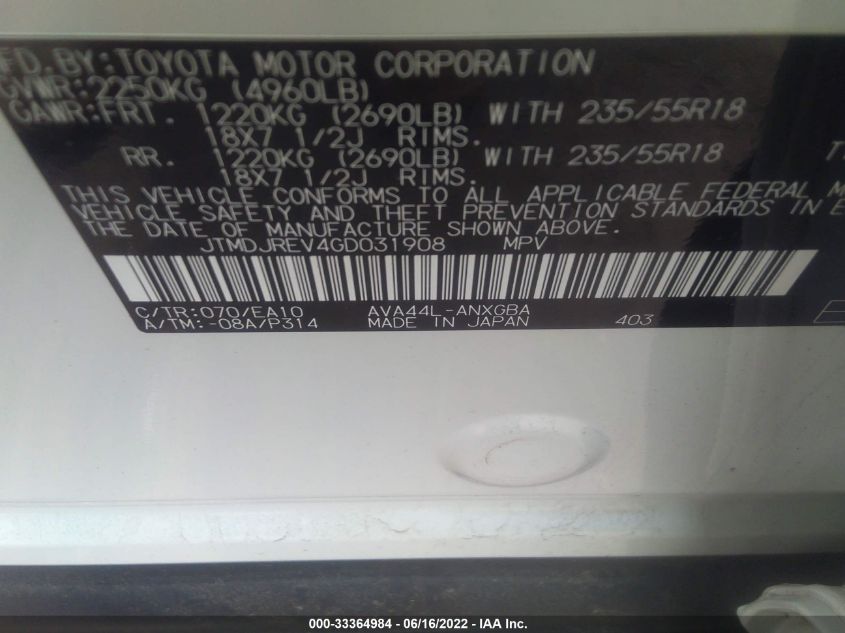 FD.BY:TOYOTA MOTOR CORPORATION
GVWR:2250KG (4960LB)
GAWR:FRT. 1220KG (2690LB) WITH 235/55R18
18X7 1/2J RIMS.
RR. 1220KG (2690LB) WITH 235/55R18
18X7 1/2J RIMS.
THIS VEHICLE CONFORMS TO ALL APPLICABLE FEDERAL M
VEHICLE SAFETY AND THEFT PREVENTION STANDARDS IN E
THE DATE OF MANUFACTURE SHOWN ABOVE.
JTMDJREV4GD031908 MPV
C/TR:070/EA10 AVA44L-ANXGBA
A/TM:-08A/P314 MADE IN JAPAN 403
000-33364984 - 06/16/2022 - IAA Inc.